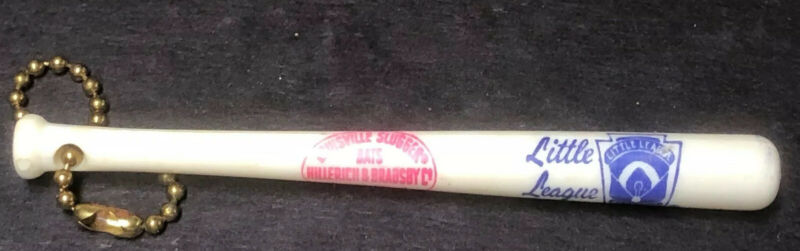 LOUISVILLE SLUGGER
BATS
HILLERICH & BRADSBY Co
Little
League
LITTLE LEAGUE